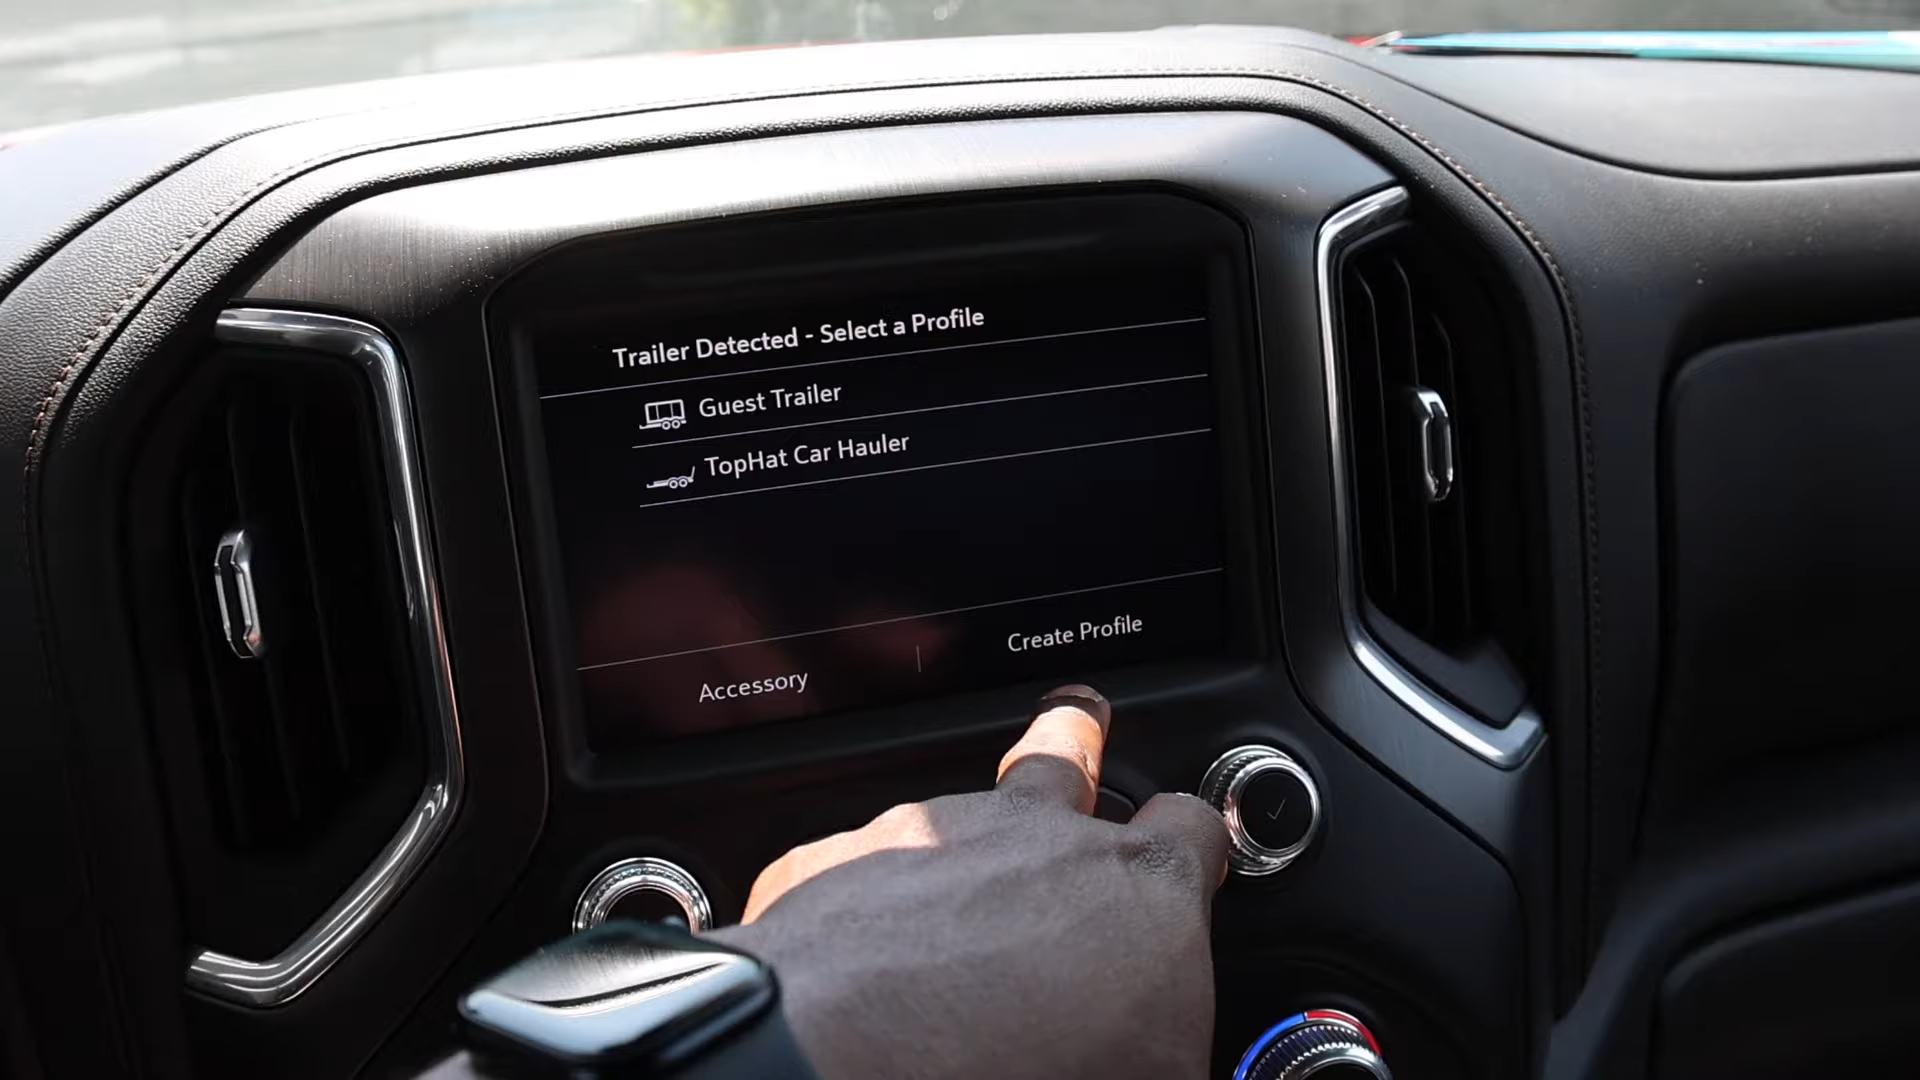 Trailer Detected - Select a Profile
Guest Trailer
TopHat Car Hauler
Accessory
Create Profile